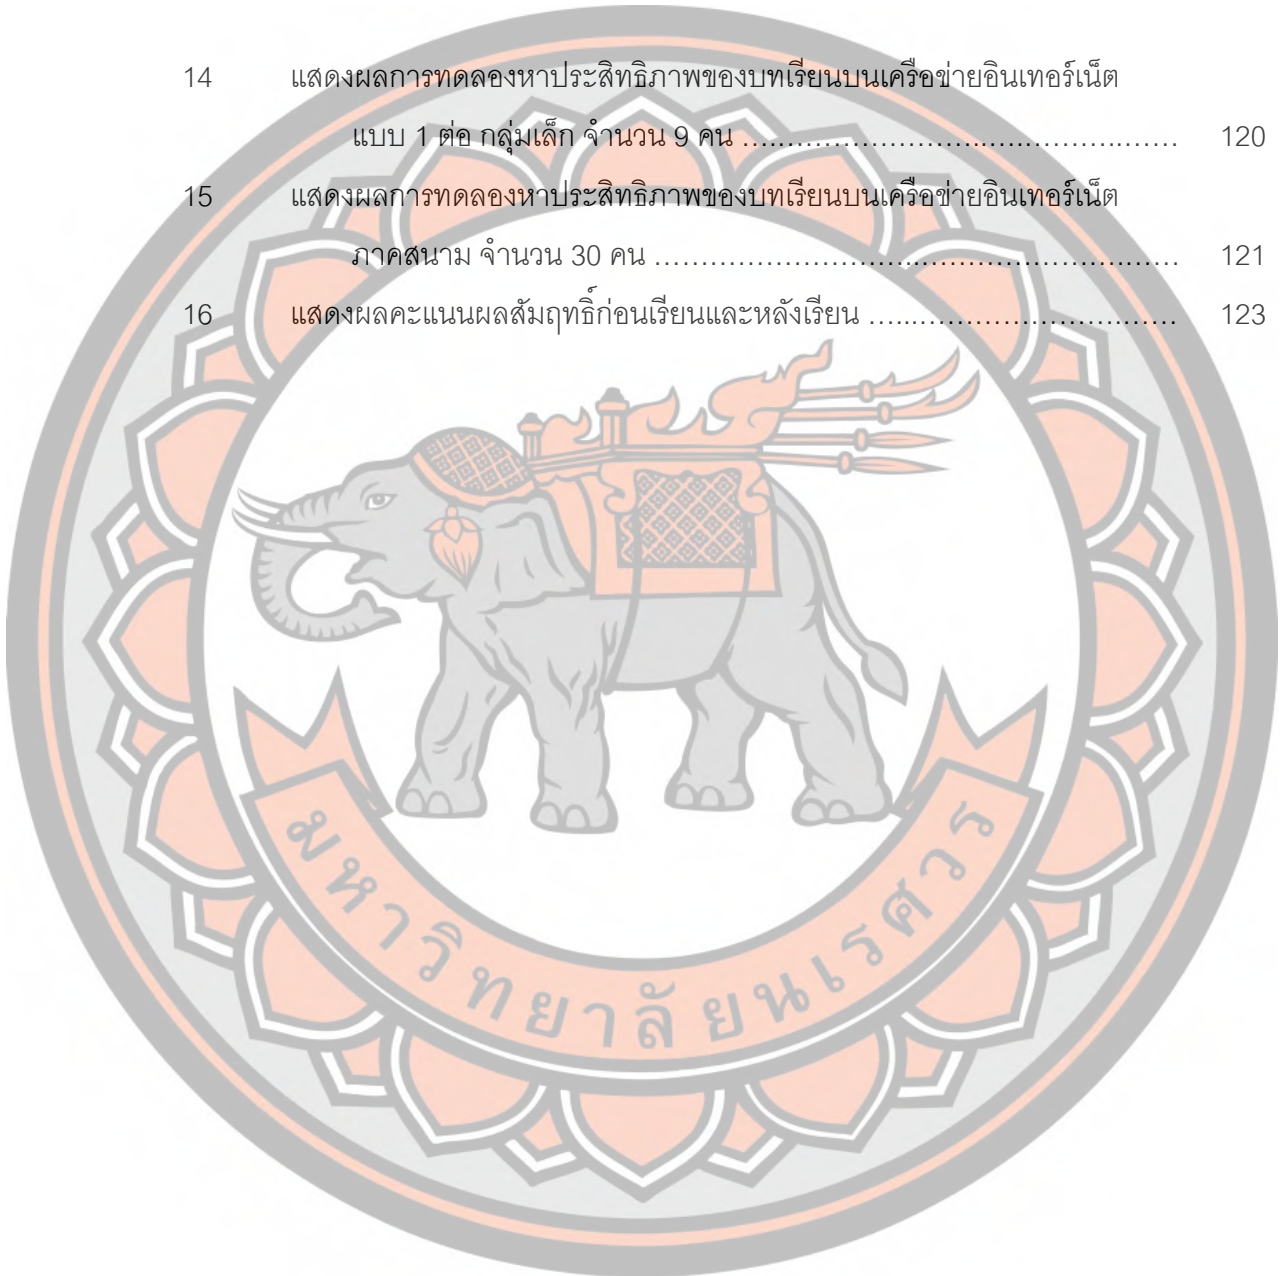 14 แสดงผลการทดลองหาประสิทธิภาพของบทเรียนบนเครือข่ายอินเทอร์เน็ต
แบบ 1 ต่อ กลุ่มเล็ก จำนวน 9 คน ................................................ 120
15 แสดงผลการทดลองหาประสิทธิภาพของบทเรียนบนเครือข่ายอินเทอร์เน็ต
ภาคสนาม จำนวน 30 คน .......................................................... 121
16 แสดงผลคะแนนผลสัมฤทธิ์ก่อนเรียนและหลังเรียน .................................. 123
มหาวิทยาลัยนเรศวร